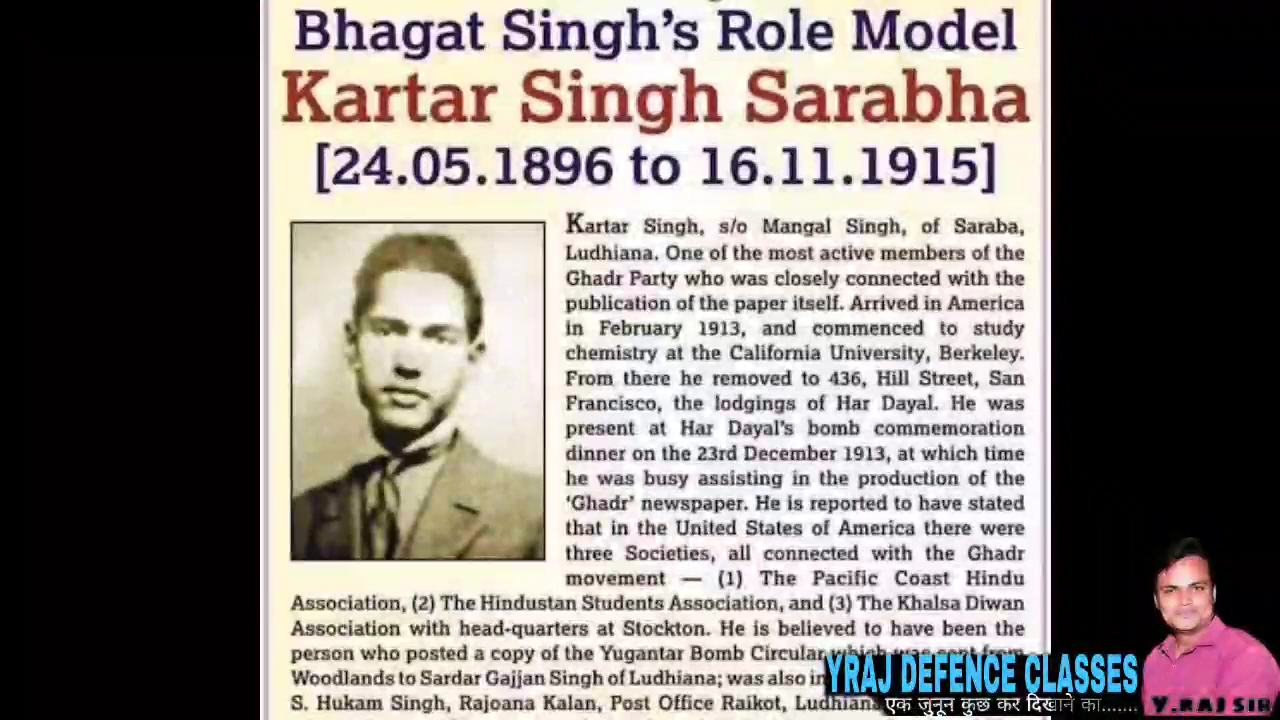 Bhagat Singh's Role Model
Kartar Singh Sarabha
[24.05.1896 to 16.11.1915]
Kartar Singh, s/o Mangal Singh, of Saraba,
Ludhiana. One of the most active members of the
Ghadr Party who was closely connected with the
publication of the paper itself. Arrived in America
in February 1913, and commenced to study
chemistry at the California University, Berkeley.
From there he removed to 436, Hill Street, San
Francisco, the lodgings of Har Dayal. He was
present at Har Dayal's bomb commemoration
dinner on the 23rd December 1913, at which time
he was busy assisting in the production of the
'Ghadr' newspaper. He is reported to have stated
that in the United States of America there were
three Societies, all connected with the Ghadr
movement — (1) The Pacific Coast Hindu
Association, (2) The Hindustan Students Association, and (3) The Khalsa Diwan
Association with head-quarters at Stockton. He is believed to have been the
person who posted a copy of the Yugantar Bomb Circular which was sent from
Woodlands to Sardar Gajjan Singh of Ludhiana; was also in
S. Hukam Singh, Rajoana Kalan, Post Office Raikot, Ludhiana
YRAJ DEFENCE CLASSES
एक जुनून कुछ कर दिखाने का.......
Y.RAJ SIR